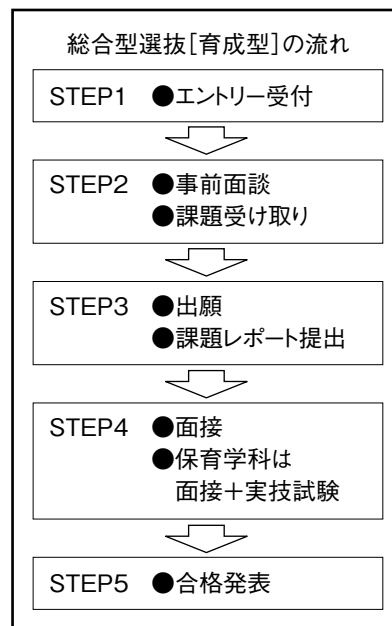 総合型選抜[育成型]の流れ
STEP1 ●エントリー受付
STEP2 ●事前面談
●課題受け取り
STEP3 ●出願
●課題レポート提出
STEP4 ●面接
●保育学科は
面接+実技試験
STEP5 ●合格発表